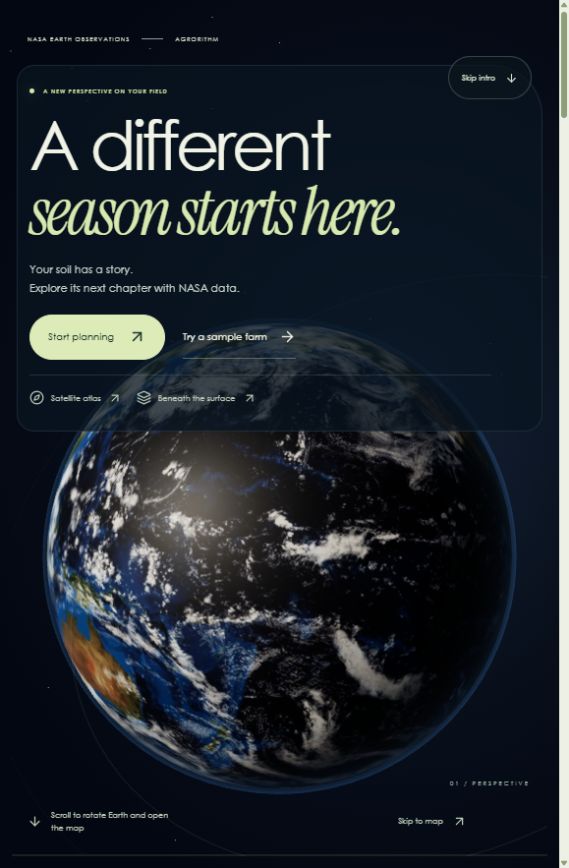 NASA EARTH OBSERVATIONS
AGRORITHM
Skip intro
A NEW PERSPECTIVE ON YOUR FIELD
A different
season starts here.
Your soil has a story.
Explore its next chapter with NASA data.
Start planning
Try a sample farm
Satellite atlas
Beneath the surface
01 / PERSPECTIVE
Scroll to rotate Earth and open
the map
Skip to map